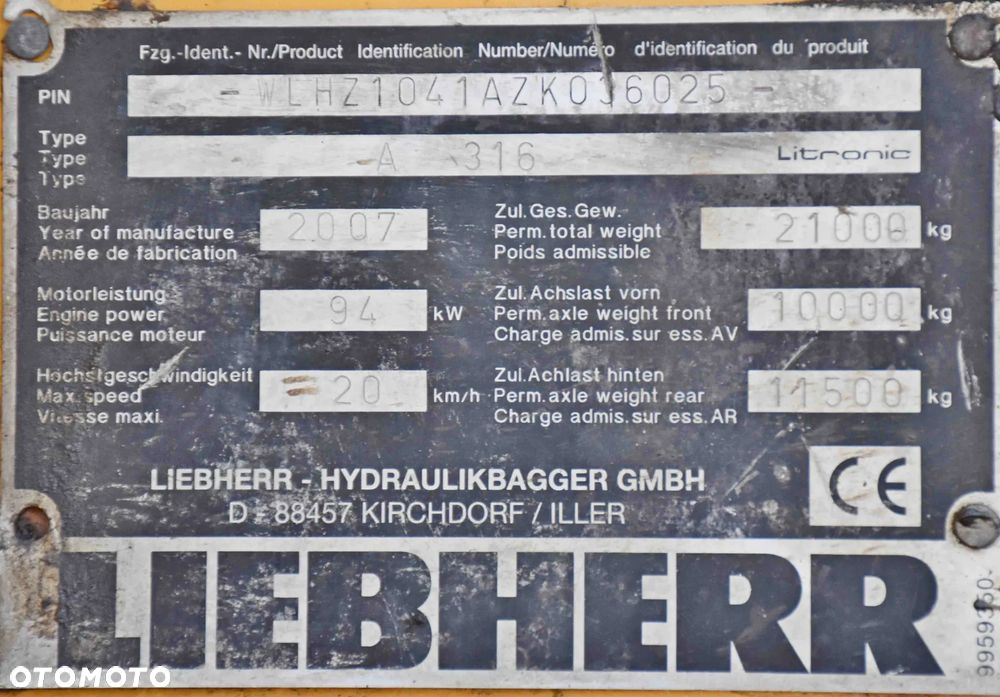 Fzg.-Ident.- Nr./Product Identification Number/Numéro d'identification du produit
PIN - WLHZ1041AZK036025 -
Type
Type A 316 Litronic
Type
Baujahr
Year of manufacture 2007
Année de fabrication
Zul.Ges.Gew.
Perm.total weight 21000 kg
Poids admissible
Motorleistung
Engine power 94 kW
Puissance moteur
Zul.Achslast vorn
Perm.axle weight front 10000 kg
Charge admis.sur ess.AV
Höchstgeschwindigkeit
Max.speed = 20 km/h
Vitesse maxi.
Zul.Achlast hinten
Perm.axle weight rear 11500 kg
Charge admis.sur ess.AR
LIEBHERR - HYDRAULIKBAGGER GMBH
D - 88457 KIRCHDORF / ILLER
CE
LIEBHERR
9959350
OTOMOTO